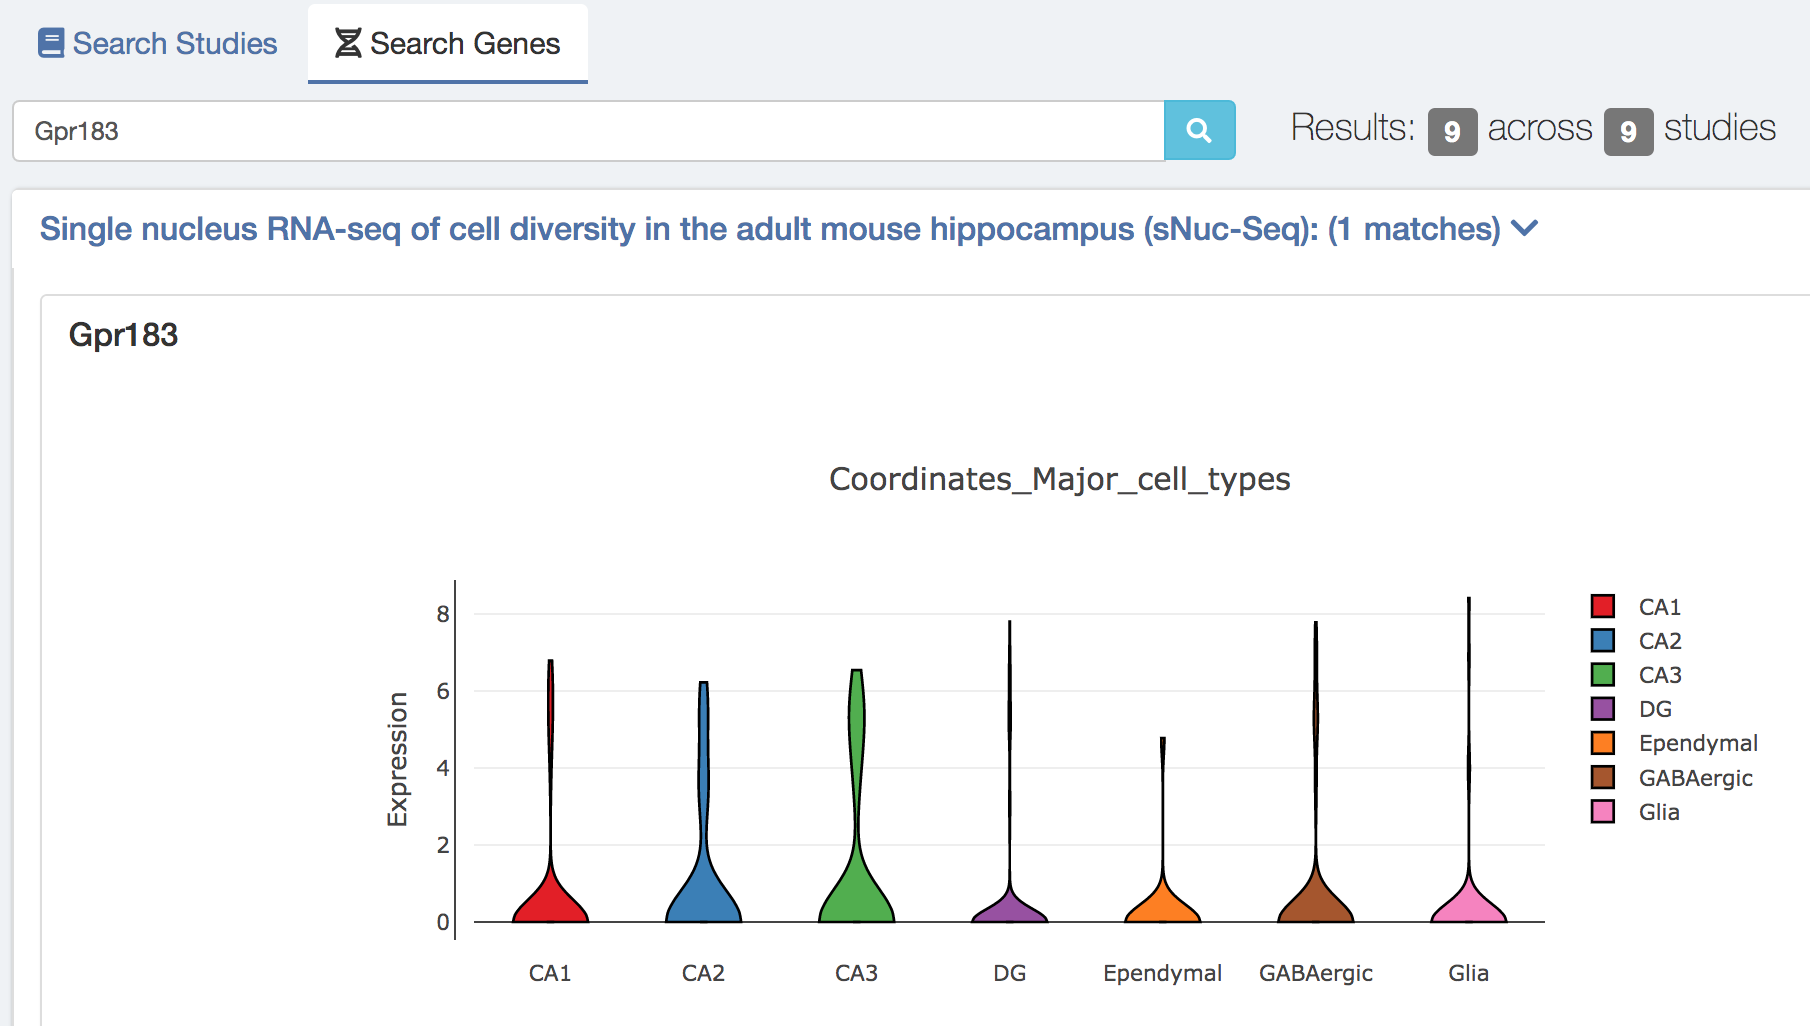 Search Studies Search Genes
Gpr183 Results: 9 across 9 studies
Single nucleus RNA-seq of cell diversity in the adult mouse hippocampus (sNuc-Seq): (1 matches)
Gpr183
Coordinates_Major_cell_types
Expression
8
6
4
2
0
CA1 CA2 CA3 DG Ependymal GABAergic Glia
CA1
CA2
CA3
DG
Ependymal
GABAergic
Glia